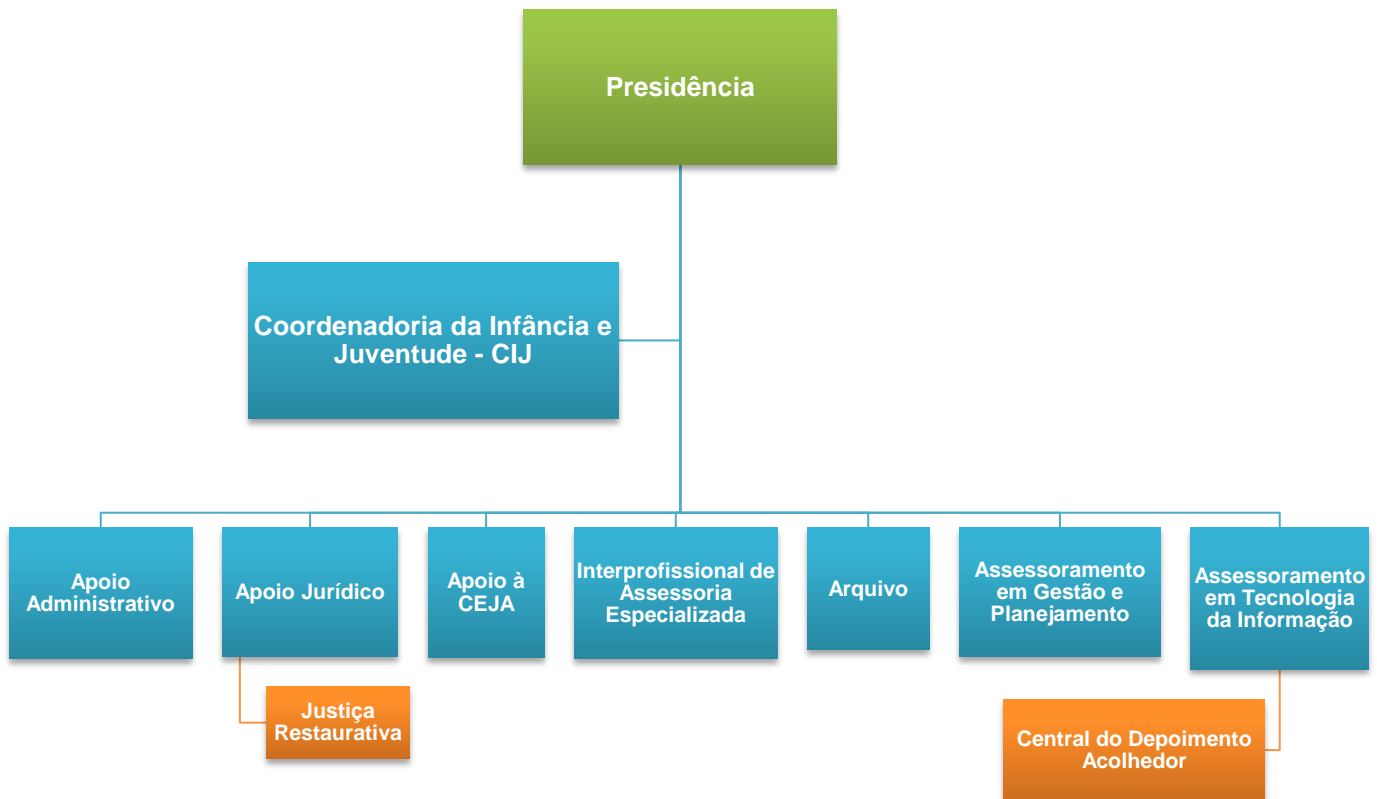 Presidência
Coordenadoria da Infância e
Juventude - CIJ
Apoio
Administrativo
Apoio Jurídico
Apoio à
CEJA
Interprofissional de
Assessoria
Especializada
Arquivo
Assessoramento
em Gestão e
Planejamento
Assessoramento
em Tecnologia
da Informação
Justiça
Restaurativa
Central do Depoimento
Acolhedor